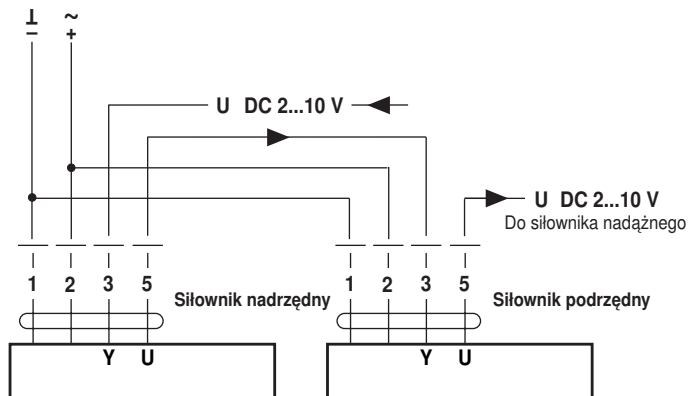 ⊥ ~
– +
U DC 2...10 V
U DC 2...10 V
Do siłownika nadążnego
1 2 3 5 1 2 3 5
Siłownik nadrzędny Siłownik podrzędny
Y U Y U